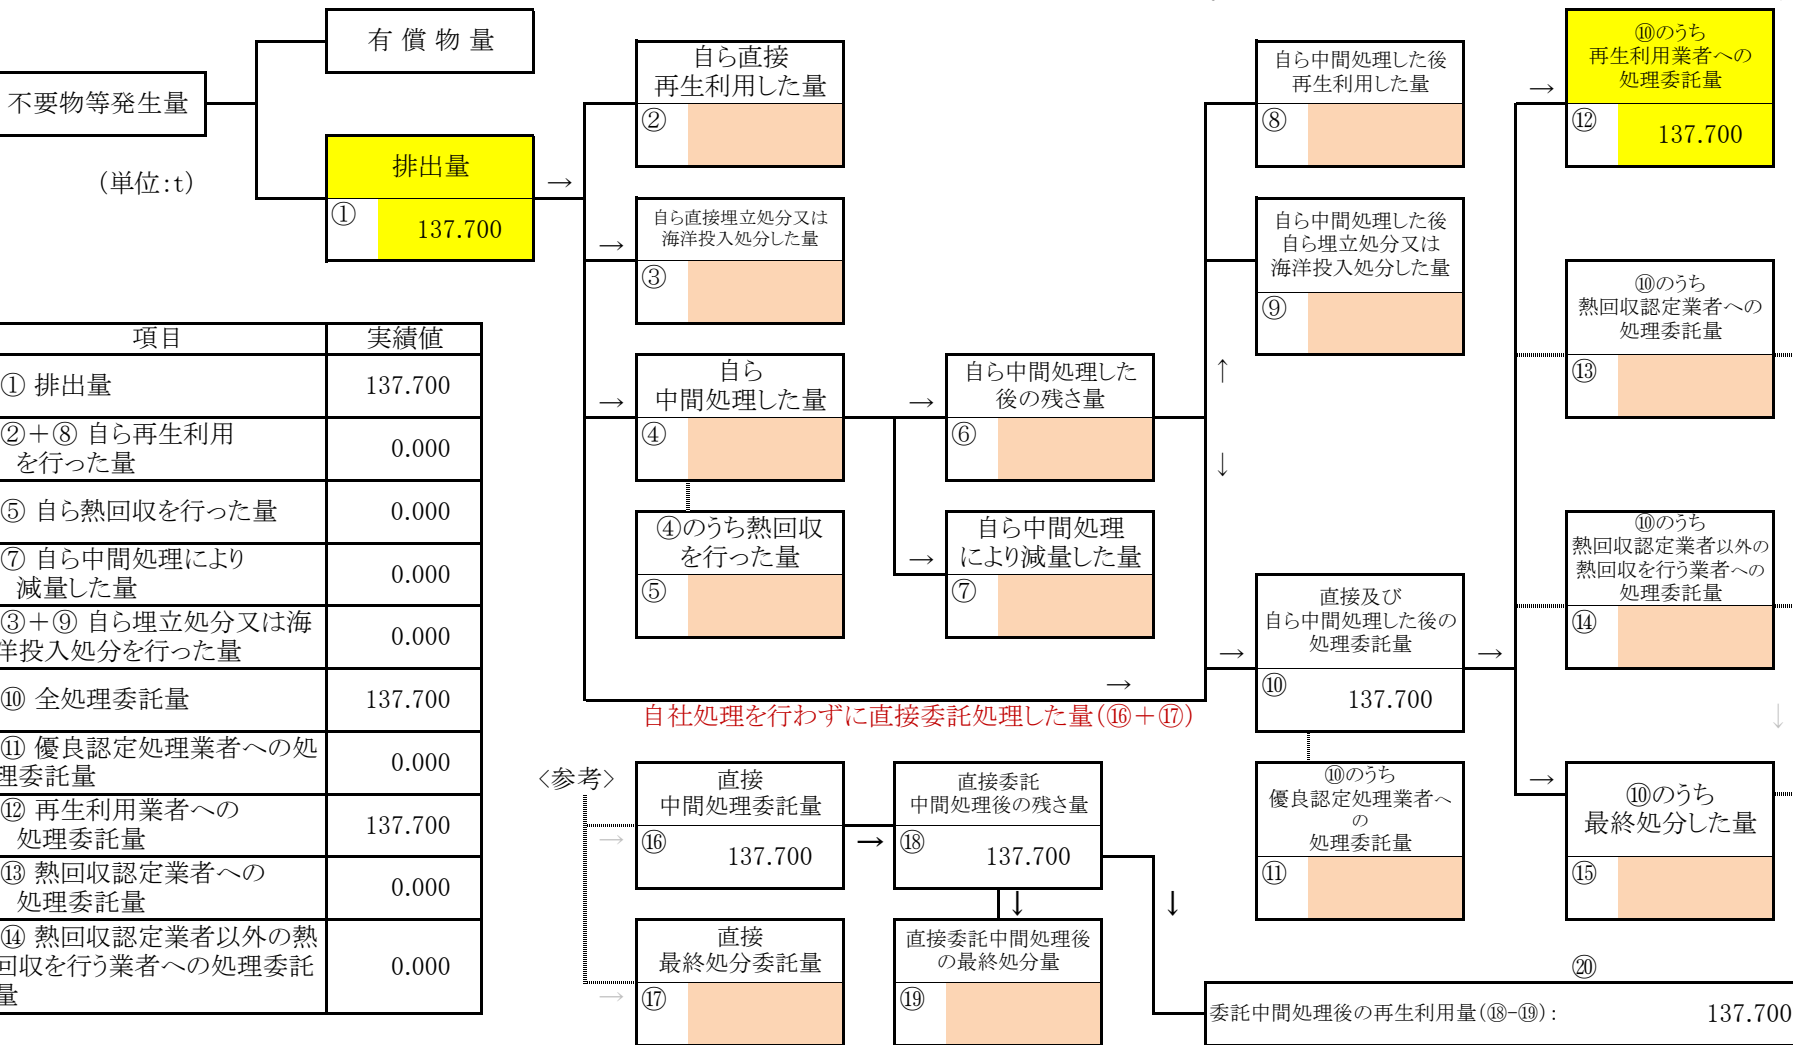 有 償 物 量
不要物等発生量
(単位:t)
排出量
① 137.700
→
自ら直接
再生利用した量
②
→
自ら直接埋立処分又は
海洋投入処分した量
③
→
自ら
中間処理した量
④
④のうち熱回収
を行った量
⑤
→
自ら中間処理した
後の残さ量
⑥
→
自ら中間処理
により減量した量
⑦
自ら中間処理した後
再生利用した量
⑧
自ら中間処理した後
自ら埋立処分又は
海洋投入処分した量
⑨
↑
↓
→
直接及び
自ら中間処理した後の
処理委託量
⑩ 137.700
→
→
自社処理を行わずに直接委託処理した量(⑯+⑰)
⑩のうち
優良認定処理業者へ
の
処理委託量
⑪
→
⑩のうち
再生利用業者への
処理委託量
⑫ 137.700
⑩のうち
熱回収認定業者への
処理委託量
⑬
⑩のうち
熱回収認定業者以外の
熱回収を行う業者への
処理委託量
⑭
↓
→
⑩のうち
最終処分した量
⑮
項目 実績値
① 排出量 137.700
②+⑧ 自ら再生利用
を行った量 0.000
⑤ 自ら熱回収を行った量 0.000
⑦ 自ら中間処理により
減量した量 0.000
③+⑨ 自ら埋立処分又は海
洋投入処分を行った量 0.000
⑩ 全処理委託量 137.700
⑪ 優良認定処理業者への処
理委託量 0.000
⑫ 再生利用業者への
処理委託量 137.700
⑬ 熱回収認定業者への
処理委託量 0.000
⑭ 熱回収認定業者以外の熱
回収を行う業者への処理委託
量 0.000
<参考>
→
直接
中間処理委託量
⑯ 137.700
→
直接委託
中間処理後の残さ量
⑱ 137.700
↓
↓
→
直接
最終処分委託量
⑰
直接委託中間処理後
の最終処分量
⑲
⑳
委託中間処理後の再生利用量(⑱-⑲): 137.700